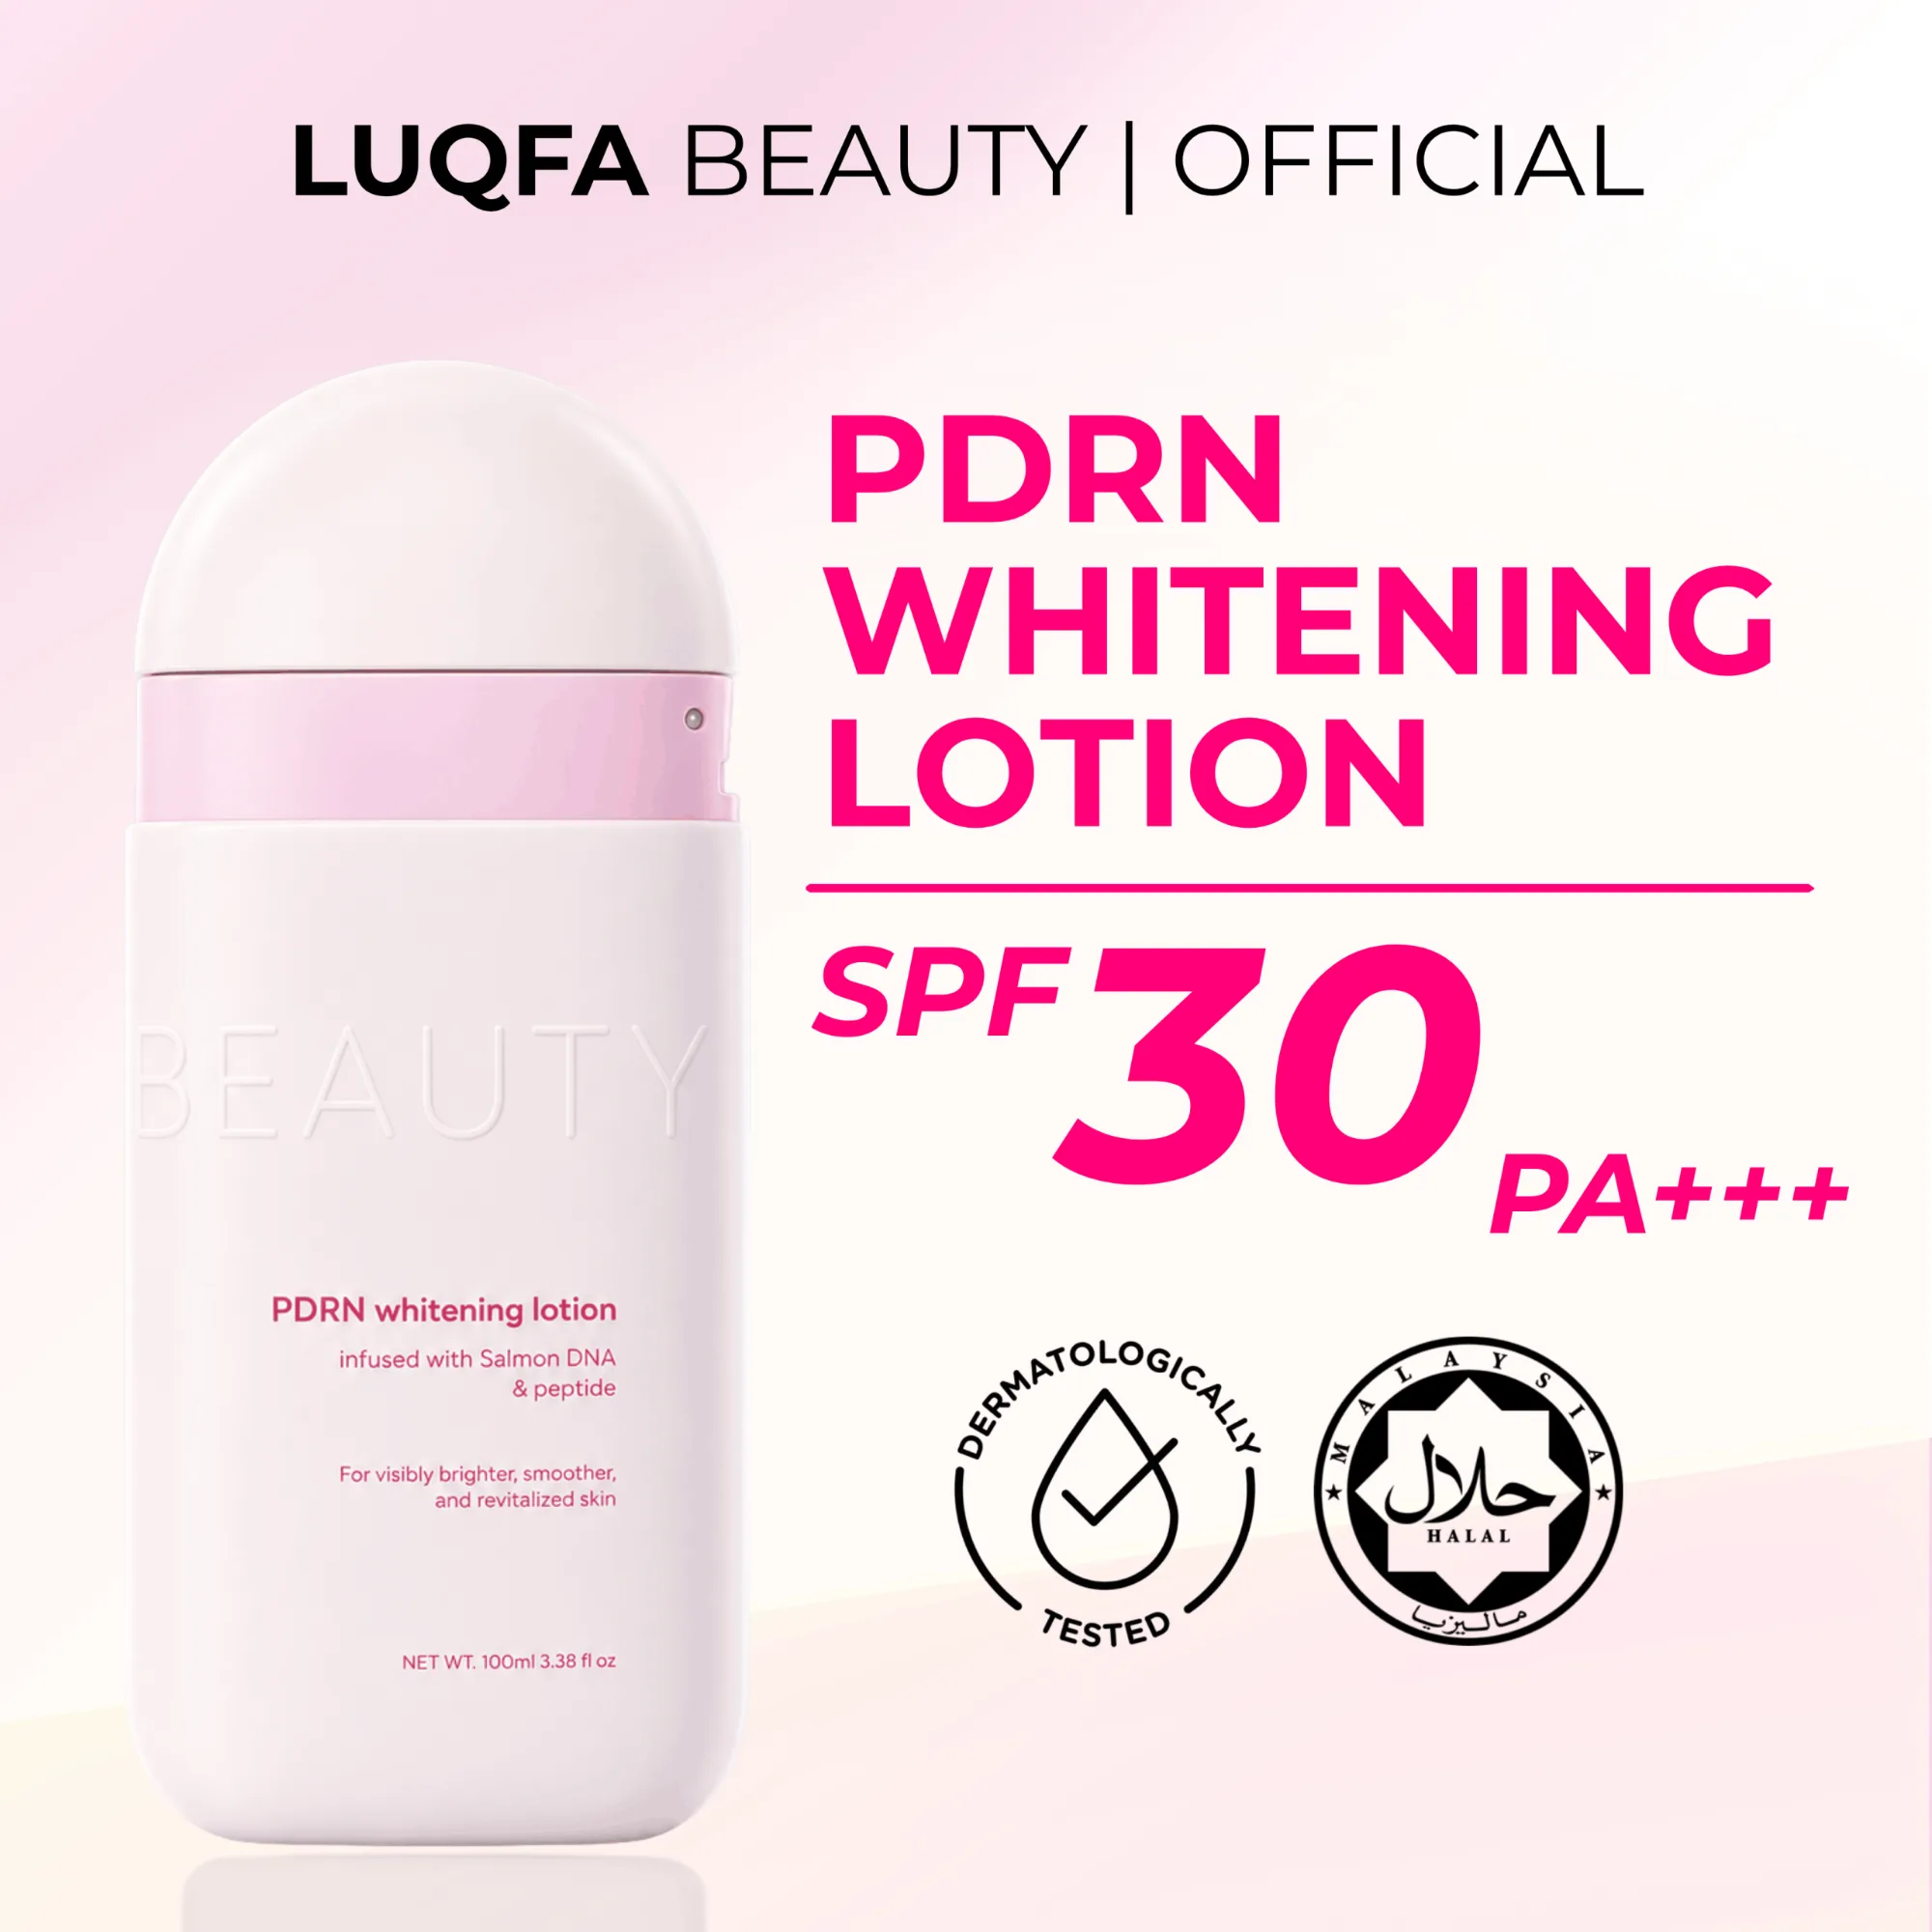 LUQFA BEAUTY | OFFICIAL
PDRN
WHITENING
LOTION
SPF 30 PA+++
BEAUTY
PDRN whitening lotion
infused with Salmon DNA
& peptide
For visibly brighter, smoother,
and revitalized skin
NET WT. 100ml 3.38 fl oz
DERMATOLOGICALLY
TESTED
MALAYSIA
حلال
HALAL
ماليزيا